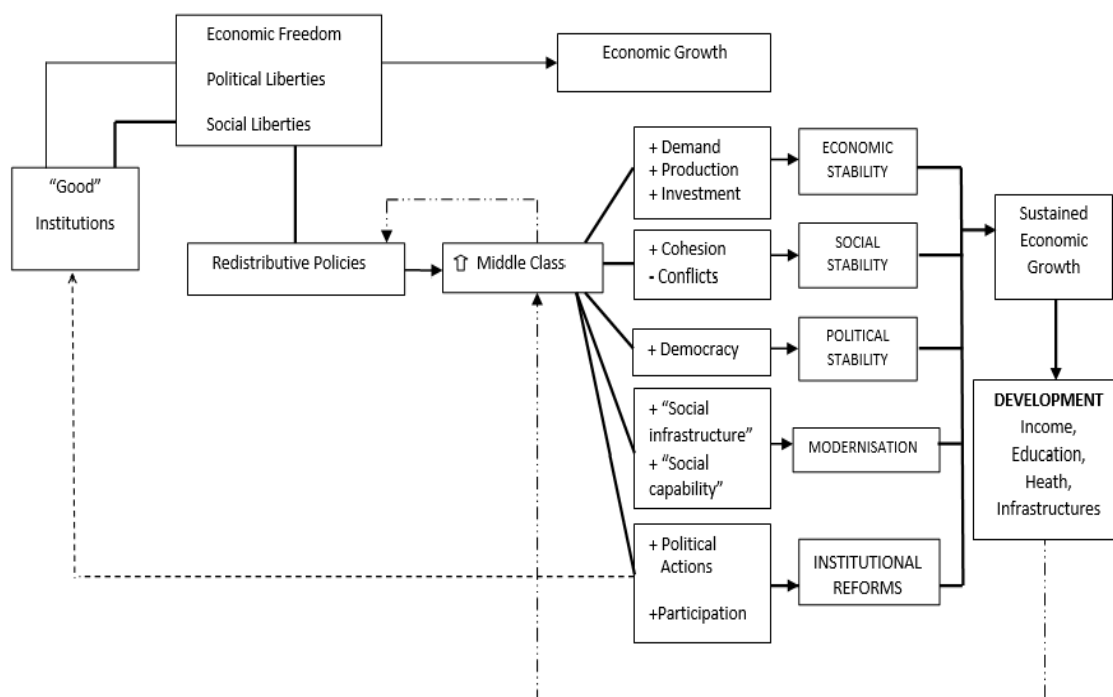 Economic Freedom
Political Liberties
Social Liberties
Economic Growth
“Good”
Institutions
Redistributive Policies
⇧ Middle Class
+ Demand
+ Production
+ Investment
ECONOMIC
STABILITY
+ Cohesion
- Conflicts
SOCIAL
STABILITY
+ Democracy
POLITICAL
STABILITY
+ “Social
infrastructure”
+ “Social
capability”
MODERNISATION
+ Political
Actions
+Participation
INSTITUTIONAL
REFORMS
Sustained
Economic
Growth
DEVELOPMENT
Income,
Education,
Heath,
Infrastructures